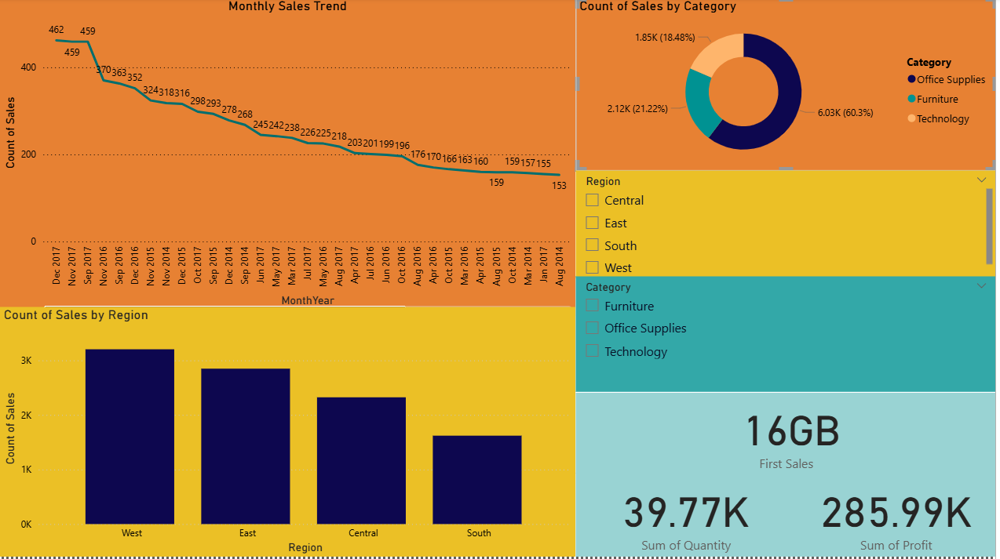 Monthly Sales Trend
Count of Sales
400
200
0
462
459
459
370
363
352
324
318
316
298
293
278
268
245
242
238
226
225
218
203
201
199
196
176
170
166
163
160
159
159
157
155
153
Dec 2017
Nov 2017
Sep 2017
Nov 2016
Sep 2016
Dec 2016
Nov 2015
Nov 2014
Dec 2015
Oct 2017
Sep 2015
Dec 2014
Sep 2014
Jun 2017
May 2017
Mar 2017
Jul 2017
May 2016
Aug 2017
Apr 2017
Jul 2016
Jun 2016
Oct 2016
Aug 2016
Apr 2016
Oct 2015
Mar 2016
Apr 2015
Aug 2015
Oct 2014
Mar 2014
Jan 2017
Aug 2014
MonthYear
Count of Sales by Category
1.85K (18.48%)
2.12K (21.22%)
6.03K (60.3%)
Category
Office Supplies
Furniture
Technology
Region
Central
East
South
West
Category
Furniture
Office Supplies
Technology
Count of Sales by Region
Count of Sales
3K
2K
1K
0K
West
East
Central
South
Region
16GB
First Sales
39.77K
Sum of Quantity
285.99K
Sum of Profit